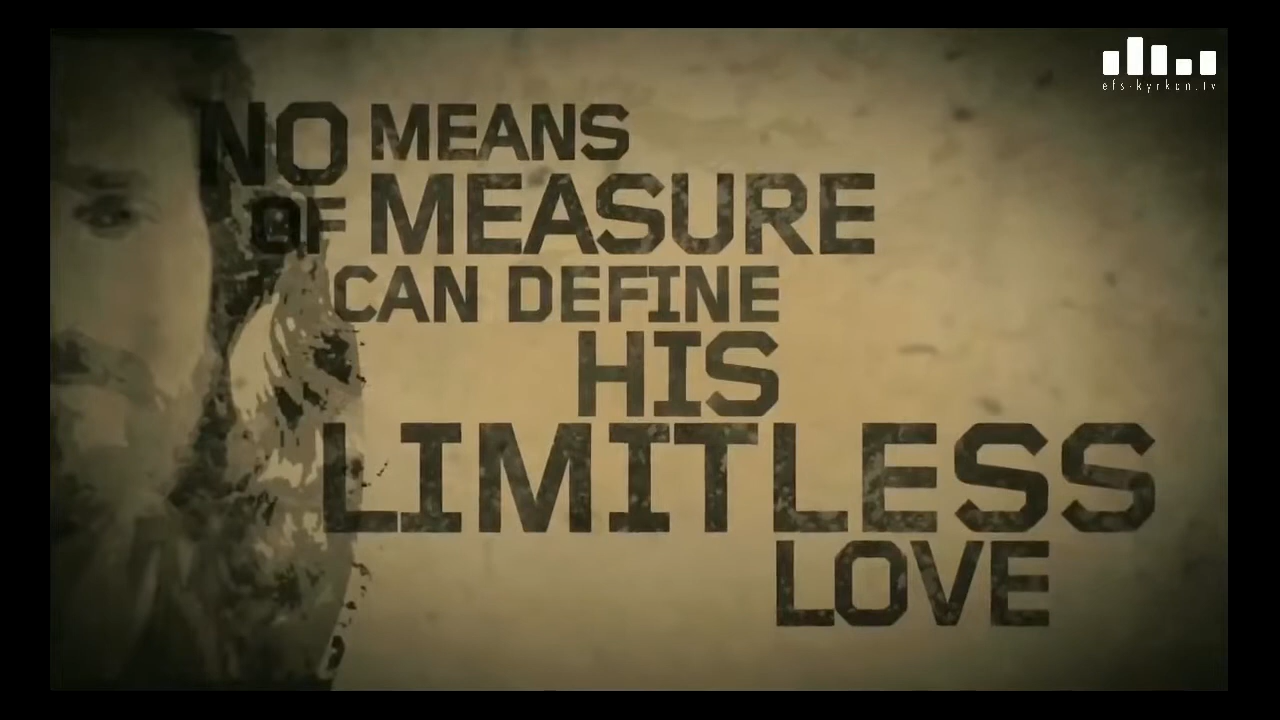 efs-kyrkan.tv
NO MEANS
OF MEASURE
CAN DEFINE
HIS
LIMITLESS
LOVE